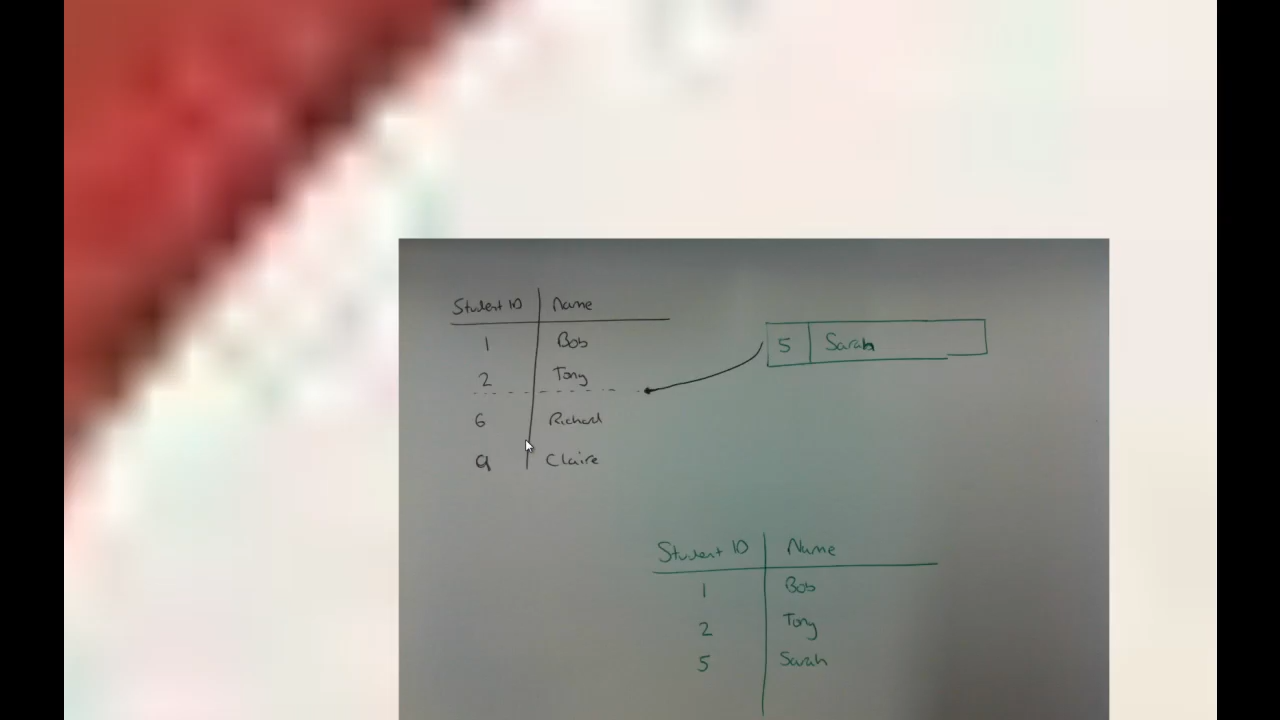 Student ID Name
1 Bob
5 Sarah
2 Tony
6 Richard
9 Claire
Student ID Name
1 Bob
2 Tony
5 Sarah